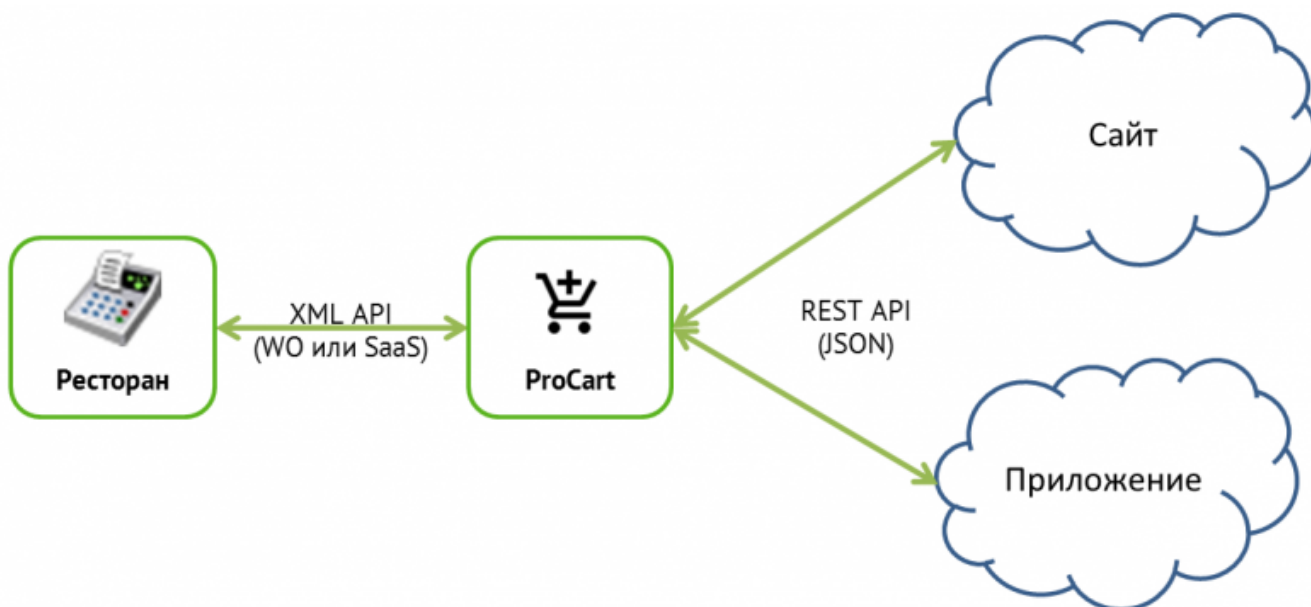 Сайт
XML API
(WO или SaaS)
REST API
(JSON)
Ресторан
ProCart
Приложение